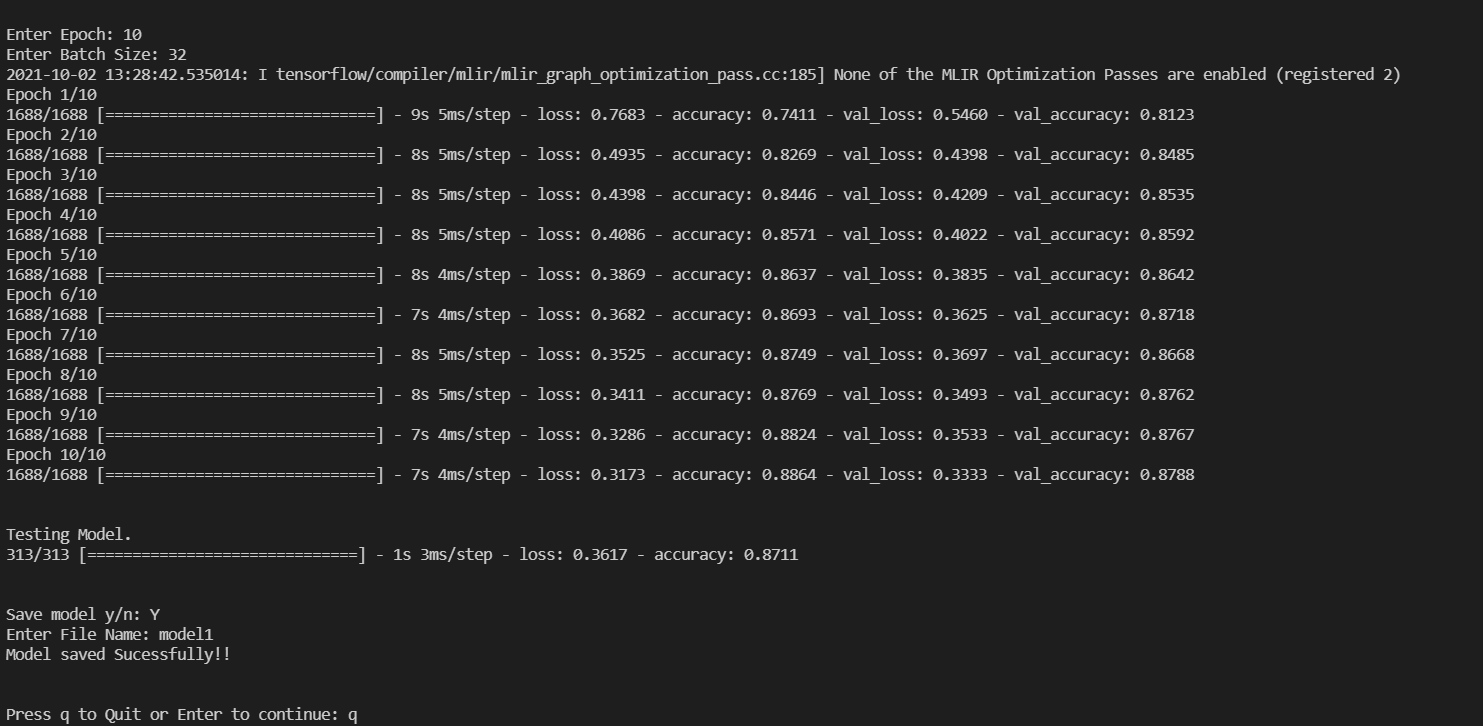 Enter Epoch: 10
Enter Batch Size: 32
2021-10-02 13:28:42.535014: I tensorflow/compiler/mlir/mlir_graph_optimization_pass.cc:185] None of the MLIR Optimization Passes are enabled (registered 2)
Epoch 1/10
1688/1688 [==============================] - 9s 5ms/step - loss: 0.7683 - accuracy: 0.7411 - val_loss: 0.5460 - val_accuracy: 0.8123
Epoch 2/10
1688/1688 [==============================] - 8s 5ms/step - loss: 0.4935 - accuracy: 0.8269 - val_loss: 0.4398 - val_accuracy: 0.8485
Epoch 3/10
1688/1688 [==============================] - 8s 5ms/step - loss: 0.4398 - accuracy: 0.8446 - val_loss: 0.4209 - val_accuracy: 0.8535
Epoch 4/10
1688/1688 [==============================] - 8s 5ms/step - loss: 0.4086 - accuracy: 0.8571 - val_loss: 0.4022 - val_accuracy: 0.8592
Epoch 5/10
1688/1688 [==============================] - 8s 4ms/step - loss: 0.3869 - accuracy: 0.8637 - val_loss: 0.3835 - val_accuracy: 0.8642
Epoch 6/10
1688/1688 [==============================] - 7s 4ms/step - loss: 0.3682 - accuracy: 0.8693 - val_loss: 0.3625 - val_accuracy: 0.8718
Epoch 7/10
1688/1688 [==============================] - 8s 5ms/step - loss: 0.3525 - accuracy: 0.8749 - val_loss: 0.3697 - val_accuracy: 0.8668
Epoch 8/10
1688/1688 [==============================] - 8s 5ms/step - loss: 0.3411 - accuracy: 0.8769 - val_loss: 0.3493 - val_accuracy: 0.8762
Epoch 9/10
1688/1688 [==============================] - 7s 4ms/step - loss: 0.3286 - accuracy: 0.8824 - val_loss: 0.3533 - val_accuracy: 0.8767
Epoch 10/10
1688/1688 [==============================] - 7s 4ms/step - loss: 0.3173 - accuracy: 0.8864 - val_loss: 0.3333 - val_accuracy: 0.8788
Testing Model.
313/313 [==============================] - 1s 3ms/step - loss: 0.3617 - accuracy: 0.8711
Save model y/n: Y
Enter File Name: model1
Model saved Sucessfully!!
Press q to Quit or Enter to continue: q